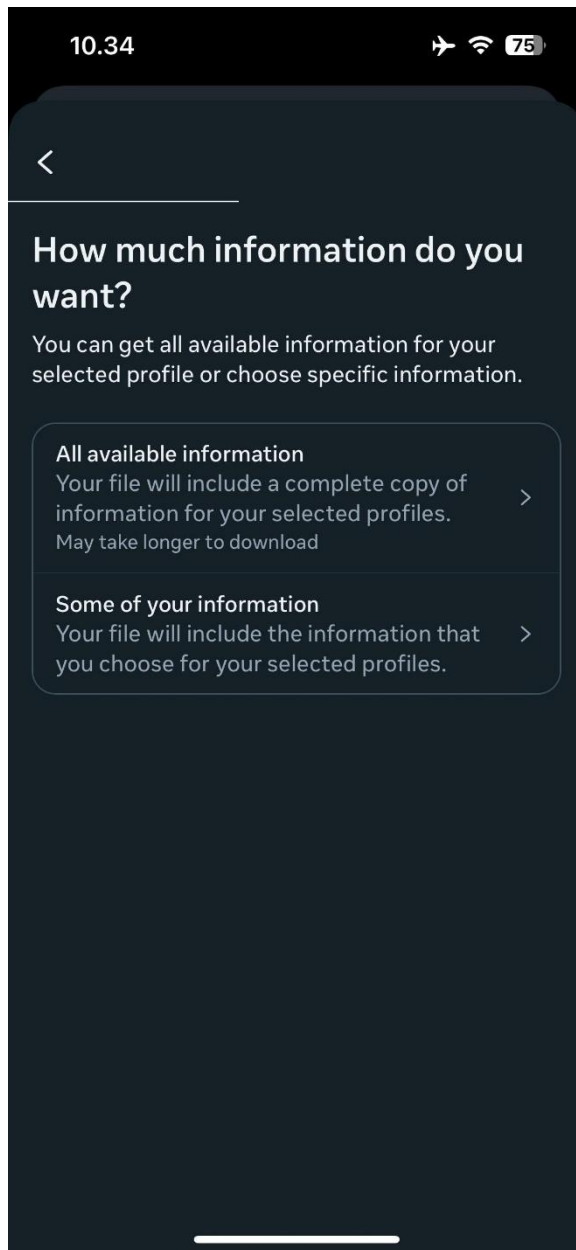 10.34
75
How much information do you
want?
You can get all available information for your
selected profile or choose specific information.
All available information
Your file will include a complete copy of
information for your selected profiles.
May take longer to download
Some of your information
Your file will include the information that
you choose for your selected profiles.